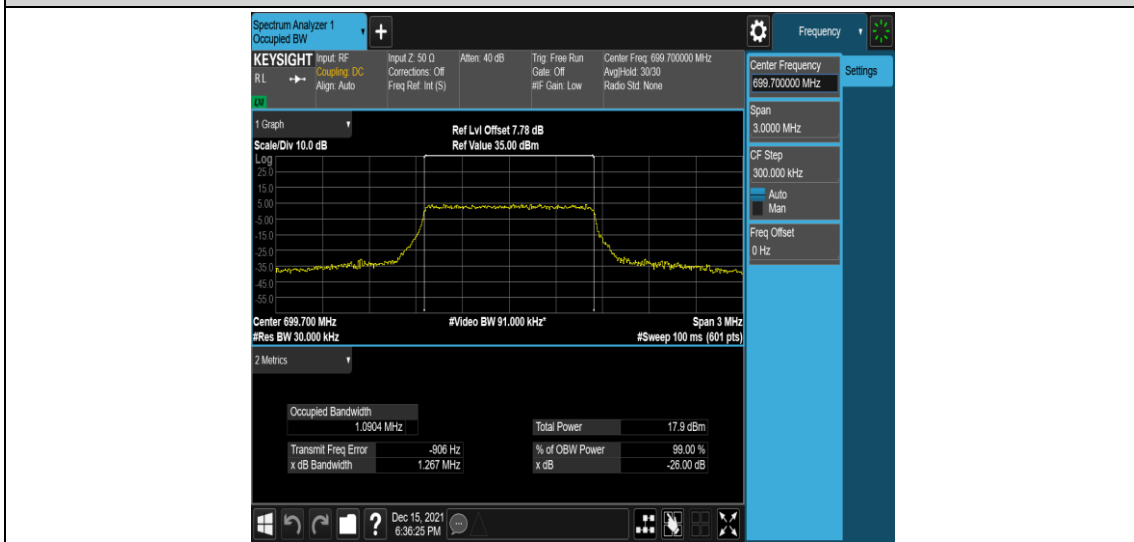 Spectrum Analyzer 1
Occupied BW
Frequency
KEYSIGHT
RL
Input: RF
Coupling: DC
Align: Auto
Input Z: 50 Ω
Corrections: Off
Freq Ref: Int (S)
Atten: 40 dB
Trig: Free Run
Gate: Off
#IF Gain: Low
Center Freq: 699.700000 MHz
Avg|Hold: 30/30
Radio Std: None
Center Frequency
699.700000 MHz
Settings
Span
3.0000 MHz
CF Step
300.000 kHz
Auto
Man
Freq Offset
0 Hz
1 Graph
Scale/Div 10.0 dB
Ref Lvl Offset 7.78 dB
Ref Value 35.00 dBm
Log
25.0
15.0
5.00
-5.00
-15.0
-25.0
-35.0
-45.0
-55.0
Center 699.700 MHz
#Video BW 91.000 kHz*
Span 3 MHz
#Res BW 30.000 kHz
#Sweep 100 ms (601 pts)
2 Metrics
Occupied Bandwidth
1.0904 MHz
Total Power 17.9 dBm
Transmit Freq Error -906 Hz
% of OBW Power 99.00 %
x dB Bandwidth 1.267 MHz
x dB -26.00 dB
?
Dec 15, 2021
6:36:25 PM